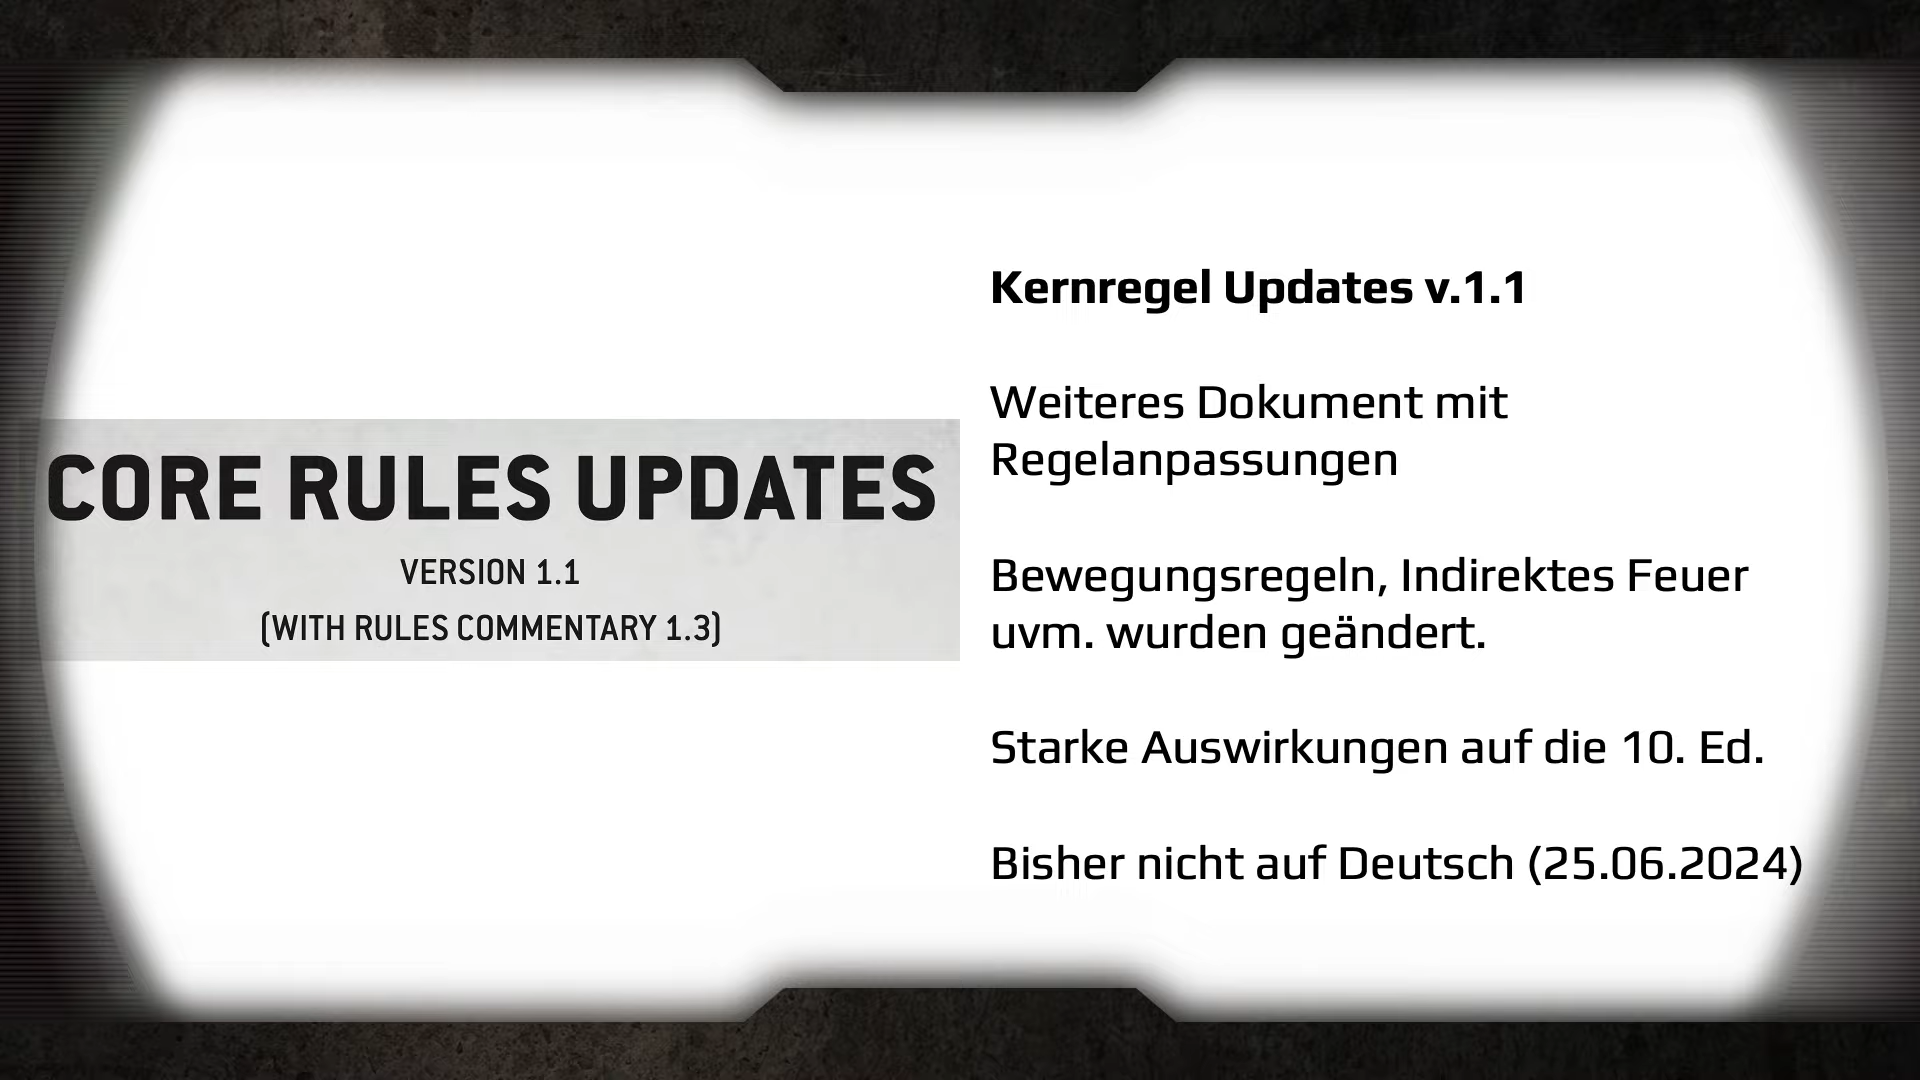 CORE RULES UPDATES
VERSION 1.1
(WITH RULES COMMENTARY 1.3)
Kernregel Updates v.1.1
Weiteres Dokument mit
Regelanpassungen
Bewegungsregeln, Indirektes Feuer
uvm. wurden geändert.
Starke Auswirkungen auf die 10. Ed.
Bisher nicht auf Deutsch (25.06.2024)